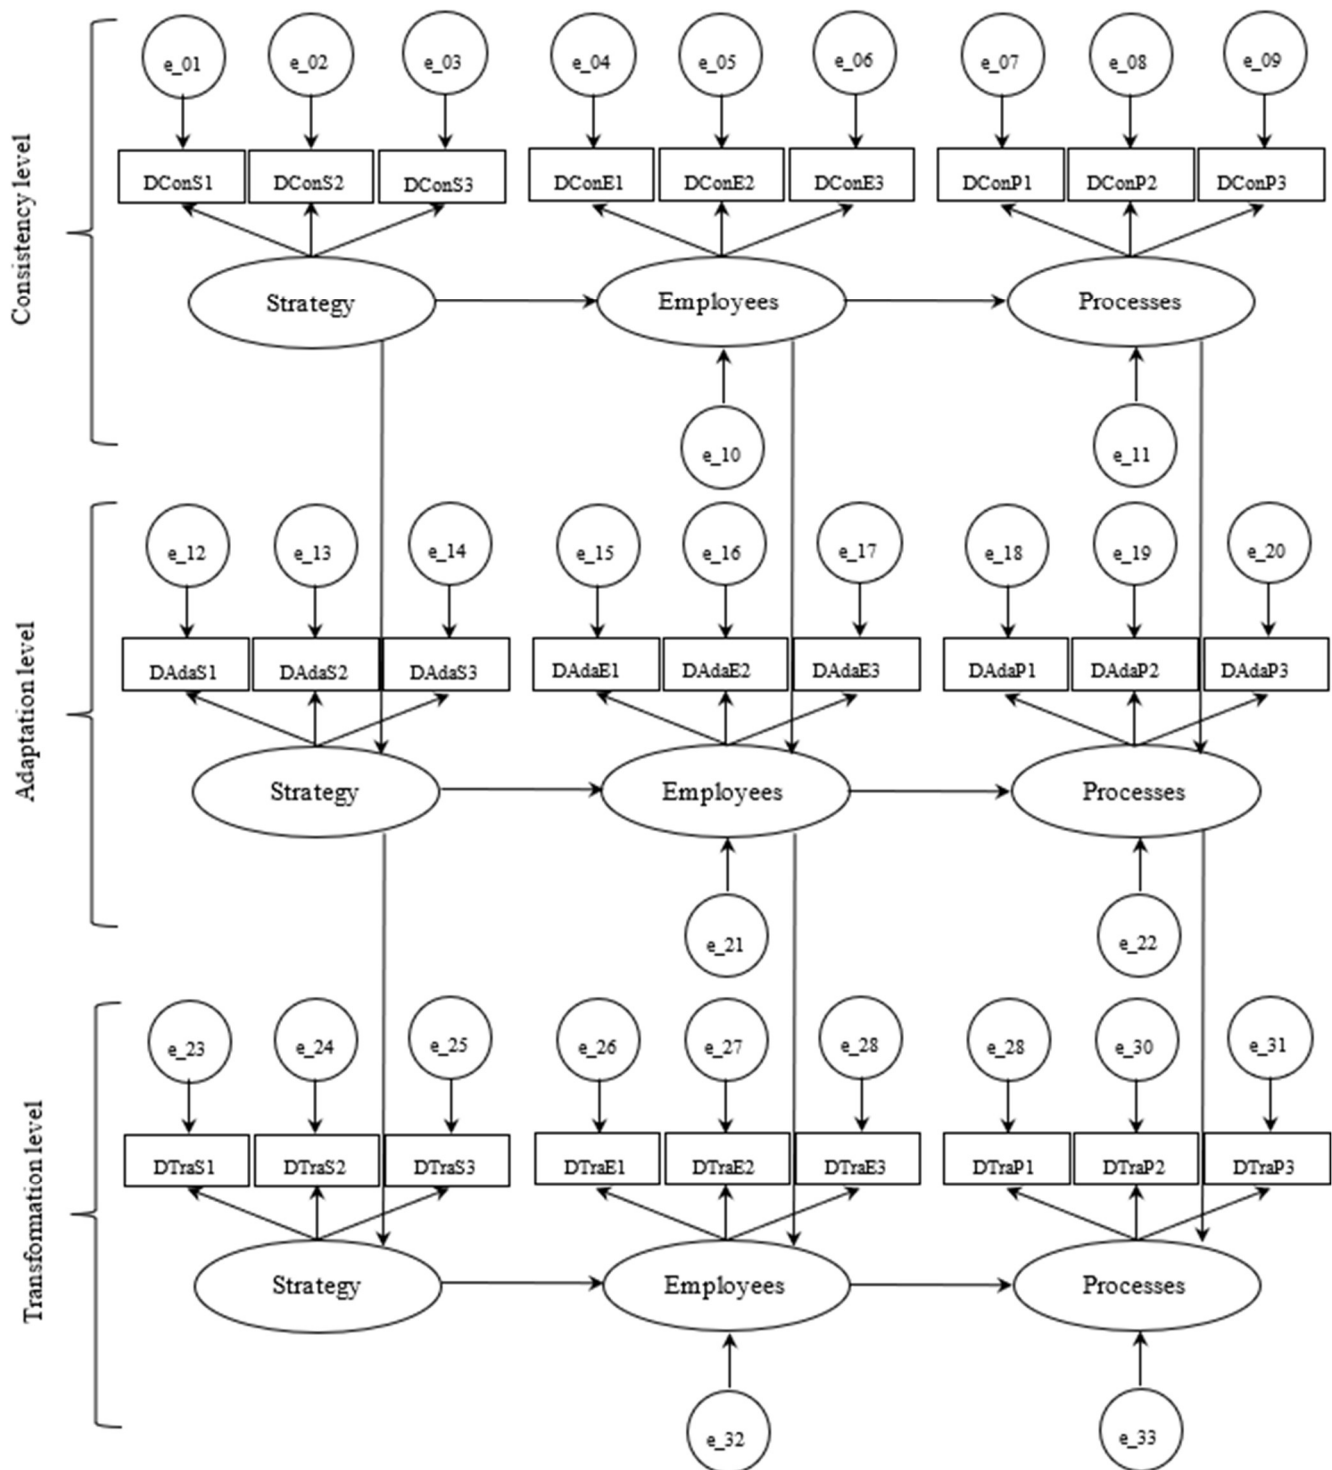 Consistency level
e_01 e_02 e_03 e_04 e_05 e_06 e_07 e_08 e_09
DConS1 DConS2 DConS3 DConE1 DConE2 DConE3 DConP1 DConP2 DConP3
Strategy Employees Processes
e_10 e_11
Adaptation level
e_12 e_13 e_14 e_15 e_16 e_17 e_18 e_19 e_20
DAdaS1 DAdaS2 DAdaS3 DAdaE1 DAdaE2 DAdaE3 DAdaP1 DAdaP2 DAdaP3
Strategy Employees Processes
e_21 e_22
Transformation level
e_23 e_24 e_25 e_26 e_27 e_28 e_28 e_30 e_31
DTraS1 DTraS2 DTraS3 DTraE1 DTraE2 DTraE3 DTraP1 DTraP2 DTraP3
Strategy Employees Processes
e_32 e_33